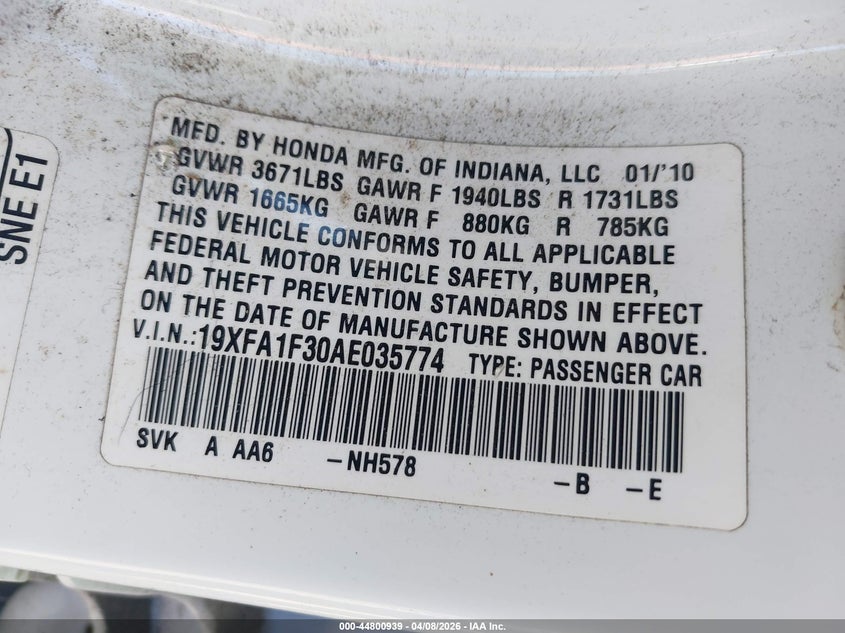 MFD. BY HONDA MFG. OF INDIANA, LLC 01/'10
GVWR 3671LBS GAWR F 1940LBS R 1731LBS
GVWR 1665KG GAWR F 880KG R 785KG
THIS VEHICLE CONFORMS TO ALL APPLICABLE
FEDERAL MOTOR VEHICLE SAFETY, BUMPER,
AND THEFT PREVENTION STANDARDS IN EFFECT
ON THE DATE OF MANUFACTURE SHOWN ABOVE.
V.I.N.:19XFA1F30AE035774 TYPE: PASSENGER CAR
SVK A AA6 -NH578 -B -E
SNE E1
000-44800939 - 04/08/2026 - IAA Inc.